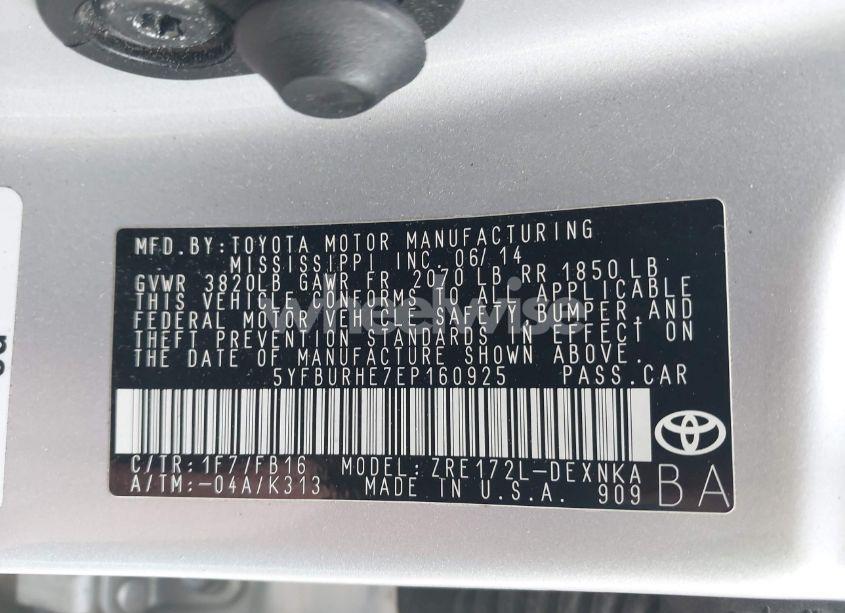 MFD.BY:TOYOTA MOTOR MANUFACTURING
MISSISSIPPI INC. 06/14
GVWR 3820LB GAWR FR 2070 LB RR 1850 LB
THIS VEHICLE CONFORMS TO ALL APPLICABLE
FEDERAL MOTOR VEHICLE SAFETY, BUMPER, AND
THEFT PREVENTION STANDARDS IN EFFECT ON
THE DATE OF MANUFACTURE SHOWN ABOVE.
5YFBURHE7EP160925 PASS.CAR
C/TR: 1F7/FB16 MODEL: ZRE172L-DEXNKA
A/TM:-04A/K313 MADE IN U.S.A. 909 BA
wheelwise